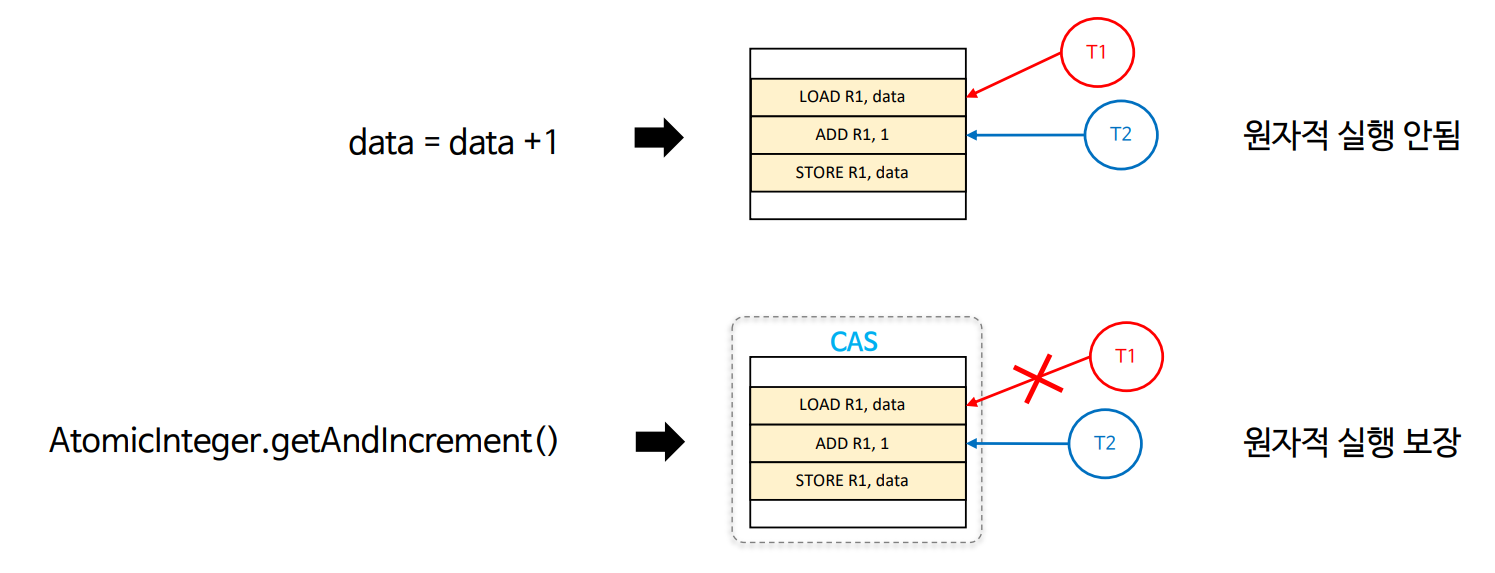 T1
LOAD R1, data
data = data +1
ADD R1, 1
T2
원자적 실행 안됨
STORE R1, data
CAS
T1
LOAD R1, data
AtomicInteger.getAndIncrement()
ADD R1, 1
T2
원자적 실행 보장
STORE R1, data